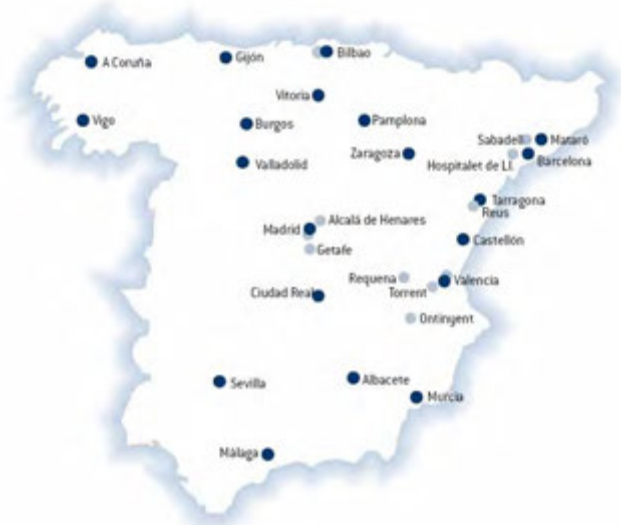 A Coruña
Gijón
Bilbao
Vitoria
Vigo
Burgos
Pamplona
Sabadell
Mataró
Zaragoza
Valladolid
Hospitalet de Ll.
Barcelona
Tarragona
Reus
Alcalá de Henares
Madrid
Castellón
Getafe
Requena
Valencia
Ciudad Real
Torrent
Ontinyent
Sevilla
Albacete
Murcia
Málaga